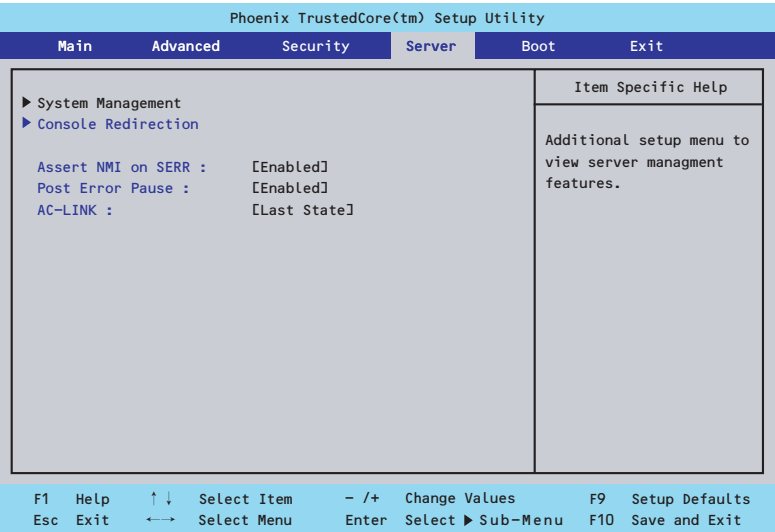 Phoenix TrustedCore(tm) Setup Utility
Main Advanced Security Server Boot Exit
Item Specific Help
▶ System Management
▶ Console Redirection
Assert NMI on SERR : [Enabled]
Post Error Pause : [Enabled]
AC-LINK : [Last State]
Additional setup menu to
view server managment
features.
F1 Help ↑↓ Select Item - /+ Change Values F9 Setup Defaults
Esc Exit ←→ Select Menu Enter Select ▶ Sub-Menu F10 Save and Exit